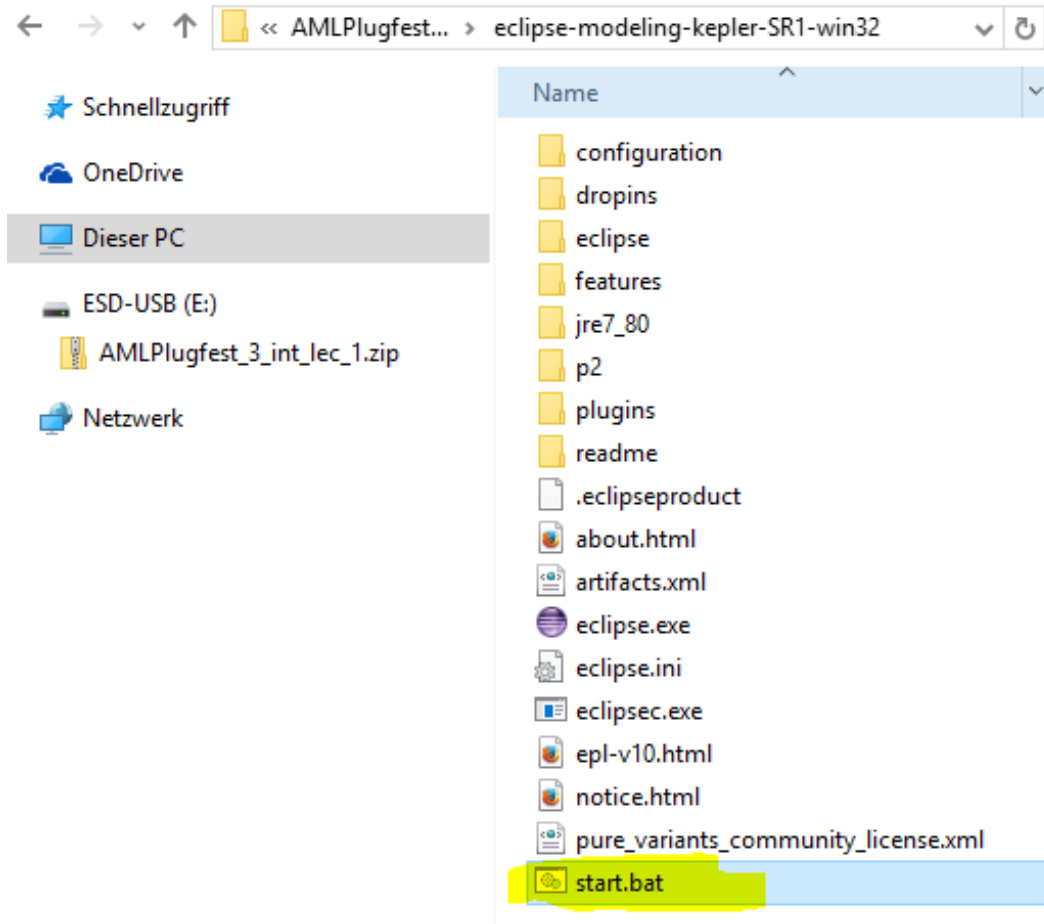 « AMLPlugfest... > eclipse-modeling-kepler-SR1-win32
Schnellzugriff
OneDrive
Dieser PC
ESD-USB (E:)
AMLPlugfest_3_int_lec_1.zip
Netzwerk
Name
configuration
dropins
eclipse
features
jre7_80
p2
plugins
readme
.eclipseproduct
about.html
artifacts.xml
eclipse.exe
eclipse.ini
eclipsec.exe
epl-v10.html
notice.html
pure_variants_community_license.xml
start.bat